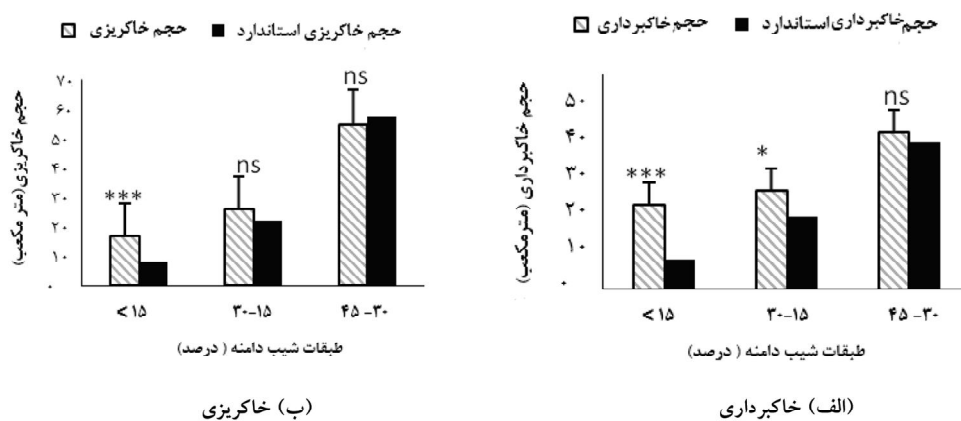 حجم خاکبرداری استاندارد
حجم خاکبرداری
حجم خاکبرداری (مترمکعب)
۵۰
۴۰
۳۰
۲۰
۱۰
۰
***
*
ns
<۱۵
۳۰-۱۵
۴۵-۳۰
طبقات شیب دامنه (درصد)
(الف) خاکبرداری
حجم خاکریزی استاندارد
حجم خاکریزی
حجم خاکریزی(متر مکعب)
۷۰
۶۰
۵۰
۴۰
۳۰
۲۰
۱۰
۰
***
ns
ns
<۱۵
۳۰-۱۵
۴۵-۳۰
طبقات شیب دامنه (درصد)
(ب) خاکریزی